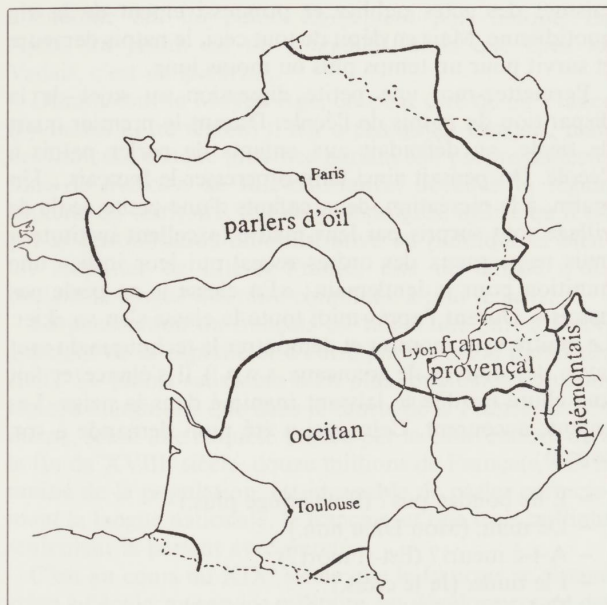 Paris
parlers d'oïl
Lyon franco-
provençal
piémontais
occitan
Toulouse